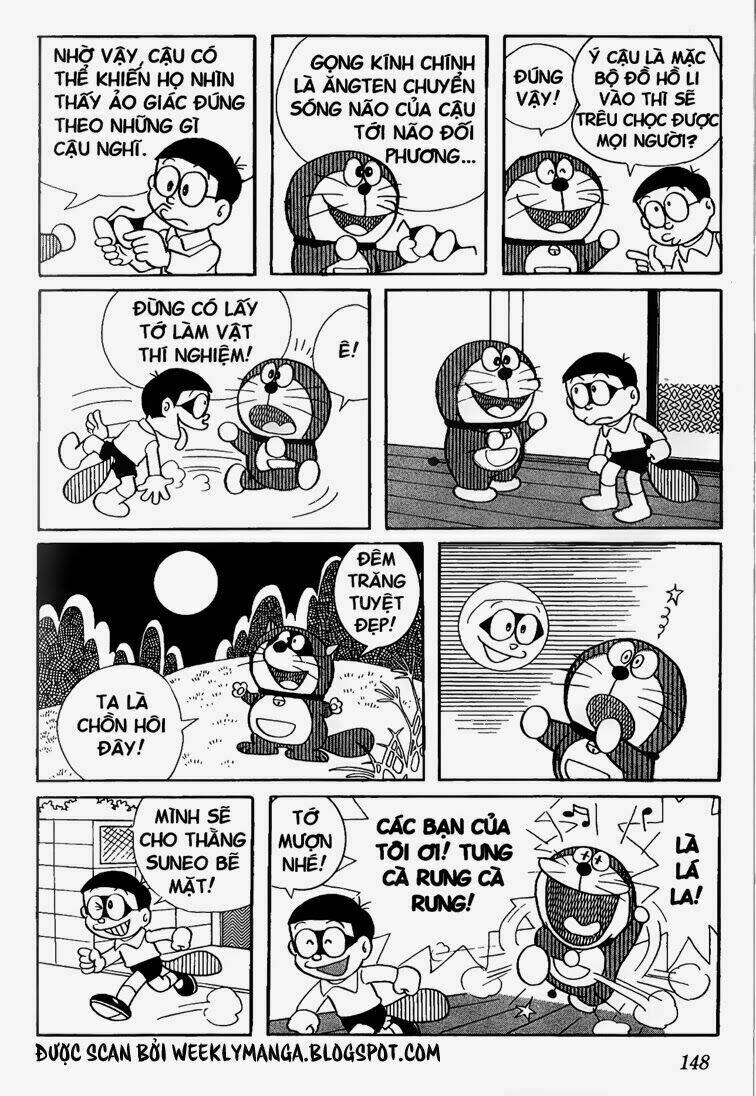 NHỜ VẬY, CẬU CÓ
THỂ KHIẾN HỌ NHÌN
THẤY ẢO GIÁC ĐÚNG
THEO NHỮNG GÌ
CẬU NGHĨ.
GỌNG KÍNH CHÍNH
LÀ ĂNGTEN CHUYỂN
SÓNG NÃO CỦA CẬU
TỚI NÃO ĐỐI
PHƯƠNG...
ĐÚNG
VẬY!
Ý CẬU LÀ MẶC
BỘ ĐỒ HỒ LI
VÀO THÌ SẼ
TRÊU CHỌC ĐƯỢC
MỌI NGƯỜI?
ĐỪNG CÓ LẤY
TỚ LÀM VẬT
THÍ NGHIỆM!
Ê!
ĐÊM
TRĂNG
TUYỆT
ĐẸP!
TA LÀ
CHỒN HÔI
ĐÂY!
MÌNH SẼ
CHO THẰNG
SUNEO BẼ
MẶT!
TỚ
MƯỢN
NHÉ!
CÁC BẠN CỦA
TÔI ƠI! TUNG
CÀ RUNG CÀ
RUNG!
LÀ
LÁ
LA!
ĐƯỢC SCAN BỞI WEEKLYMANGA.BLOGSPOT.COM
148